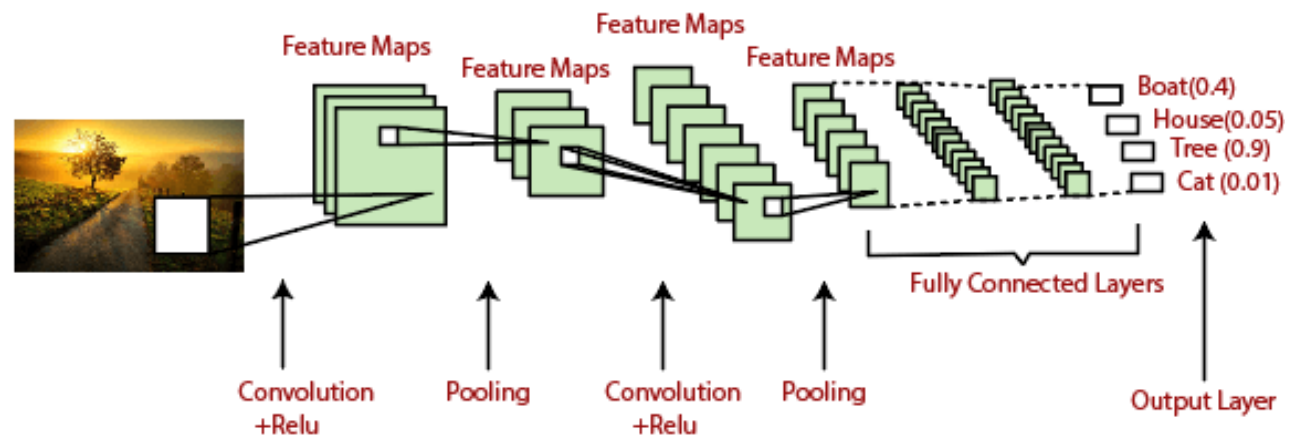 Feature Maps
Feature Maps
Feature Maps
Feature Maps
Boat(0.4)
House(0.05)
Tree (0.9)
Cat (0.01)
Fully Connected Layers
Convolution
+Relu
Pooling
Convolution
+Relu
Pooling
Output Layer